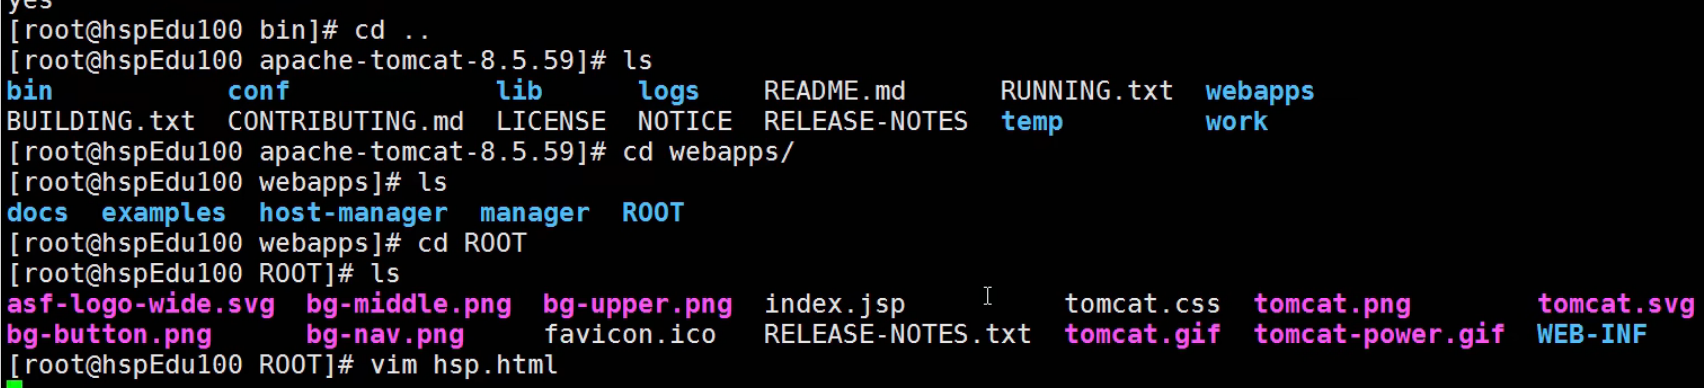 yes
[root@hspEdu100 bin]# cd ..
[root@hspEdu100 apache-tomcat-8.5.59]# ls
bin conf lib logs README.md RUNNING.txt webapps
BUILDING.txt CONTRIBUTING.md LICENSE NOTICE RELEASE-NOTES temp work
[root@hspEdu100 apache-tomcat-8.5.59]# cd webapps/
[root@hspEdu100 webapps]# ls
docs examples host-manager manager ROOT
[root@hspEdu100 webapps]# cd ROOT
[root@hspEdu100 ROOT]# ls
asf-logo-wide.svg bg-middle.png bg-upper.png index.jsp tomcat.css tomcat.png tomcat.svg
bg-button.png bg-nav.png favicon.ico RELEASE-NOTES.txt tomcat.gif tomcat-power.gif WEB-INF
[root@hspEdu100 ROOT]# vim hsp.html